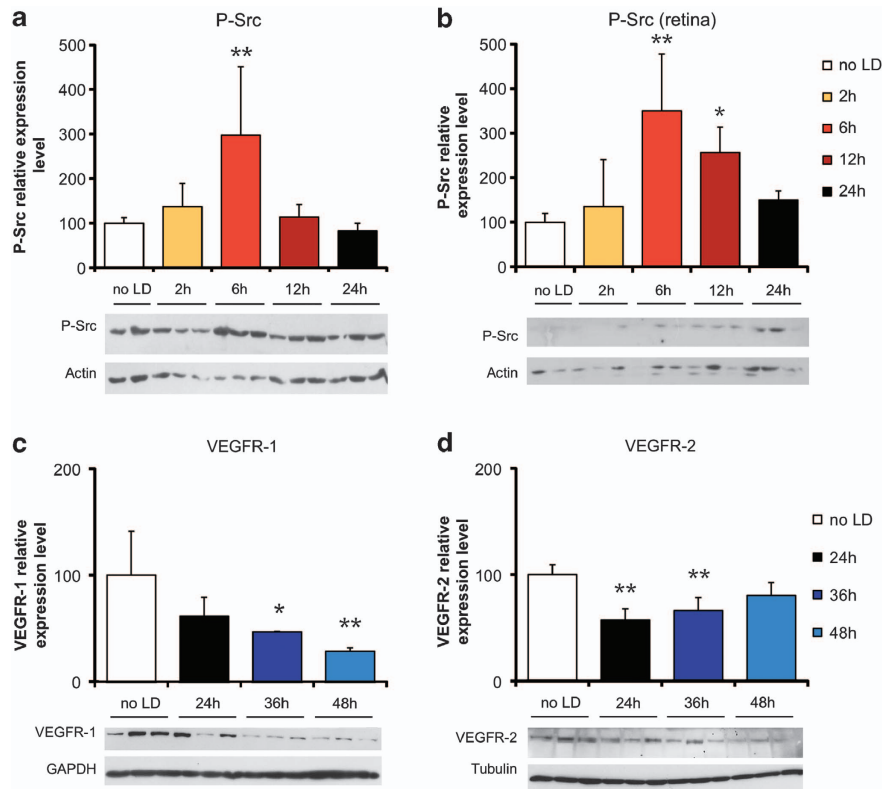 a
P-Src
P-Src relative expression
level
500
400
300
200
100
0
**
no LD
2h
6h
12h
24h
P-Src
Actin
b
P-Src (retina)
P-Src relative
expression level
500
400
300
200
100
0
**
*
no LD
2h
6h
12h
24h
P-Src
Actin
no LD
2h
6h
12h
24h
c
VEGFR-1
VEGFR-1 relative
expression level
200
100
0
*
**
no LD
24h
36h
48h
VEGFR-1
GAPDH
d
VEGFR-2
VEGFR-2 relative
expression level
200
100
0
**
**
no LD
24h
36h
48h
VEGFR-2
Tubulin
no LD
24h
36h
48h